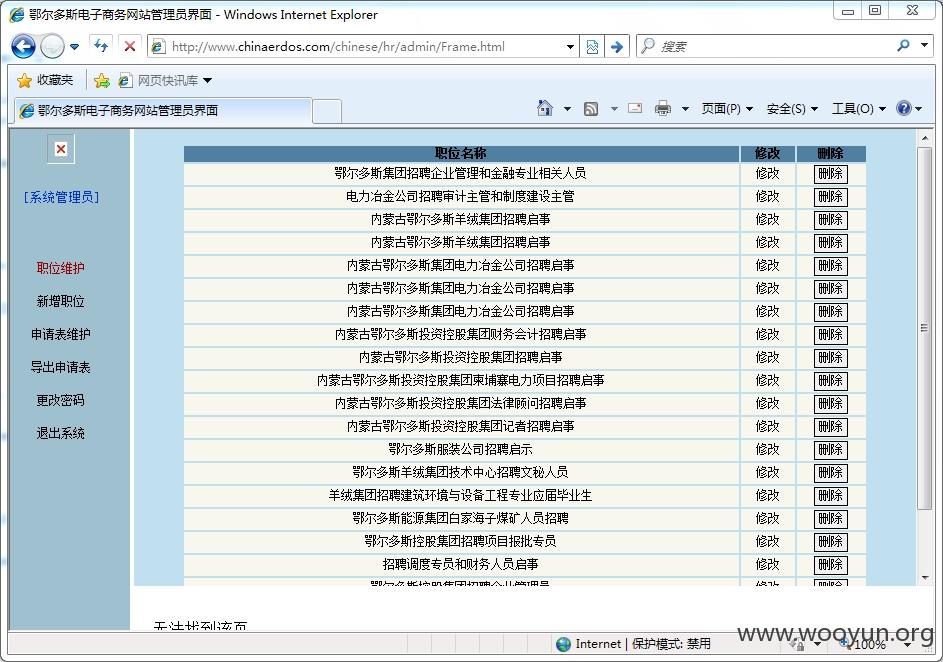 鄂尔多斯电子商务网站管理员界面 - Windows Internet Explorer
http://www.chinaerdos.com/chinese/hr/admin/Frame.html
搜索
收藏夹 网页快讯库
鄂尔多斯电子商务网站管理员界面 页面(P) 安全(S) 工具(O)
[系统管理员]
职位维护
新增职位
申请表维护
导出申请表
更改密码
退出系统
职位名称 修改 删除
鄂尔多斯集团招聘企业管理和金融专业相关人员 修改 删除
电力冶金公司招聘审计主管和制度建设主管 修改 删除
内蒙古鄂尔多斯羊绒集团招聘启事 修改 删除
内蒙古鄂尔多斯羊绒集团招聘启事 修改 删除
内蒙古鄂尔多斯集团电力冶金公司招聘启事 修改 删除
内蒙古鄂尔多斯集团电力冶金公司招聘启事 修改 删除
内蒙古鄂尔多斯集团电力冶金公司招聘启事 修改 删除
内蒙古鄂尔多斯投资控股集团财务会计招聘启事 修改 删除
内蒙古鄂尔多斯投资控股集团招聘启事 修改 删除
内蒙古鄂尔多斯投资控股集团柬埔寨电力项目招聘启事 修改 删除
内蒙古鄂尔多斯投资控股集团法律顾问招聘启事 修改 删除
内蒙古鄂尔多斯投资控股集团记者招聘启事 修改 删除
鄂尔多斯服装公司招聘启示 修改 删除
鄂尔多斯羊绒集团技术中心招聘文秘人员 修改 删除
羊绒集团招聘建筑环境与设备工程专业应届毕业生 修改 删除
鄂尔多斯能源集团白家海子煤矿人员招聘 修改 删除
鄂尔多斯控股集团招聘项目报批专员 修改 删除
招聘调度专员和财务人员启事 修改 删除
鄂尔多斯控股集团招聘企业管理员 修改 删除
无法找到该页
Internet | 保护模式: 禁用
100%
www.wooyun.org